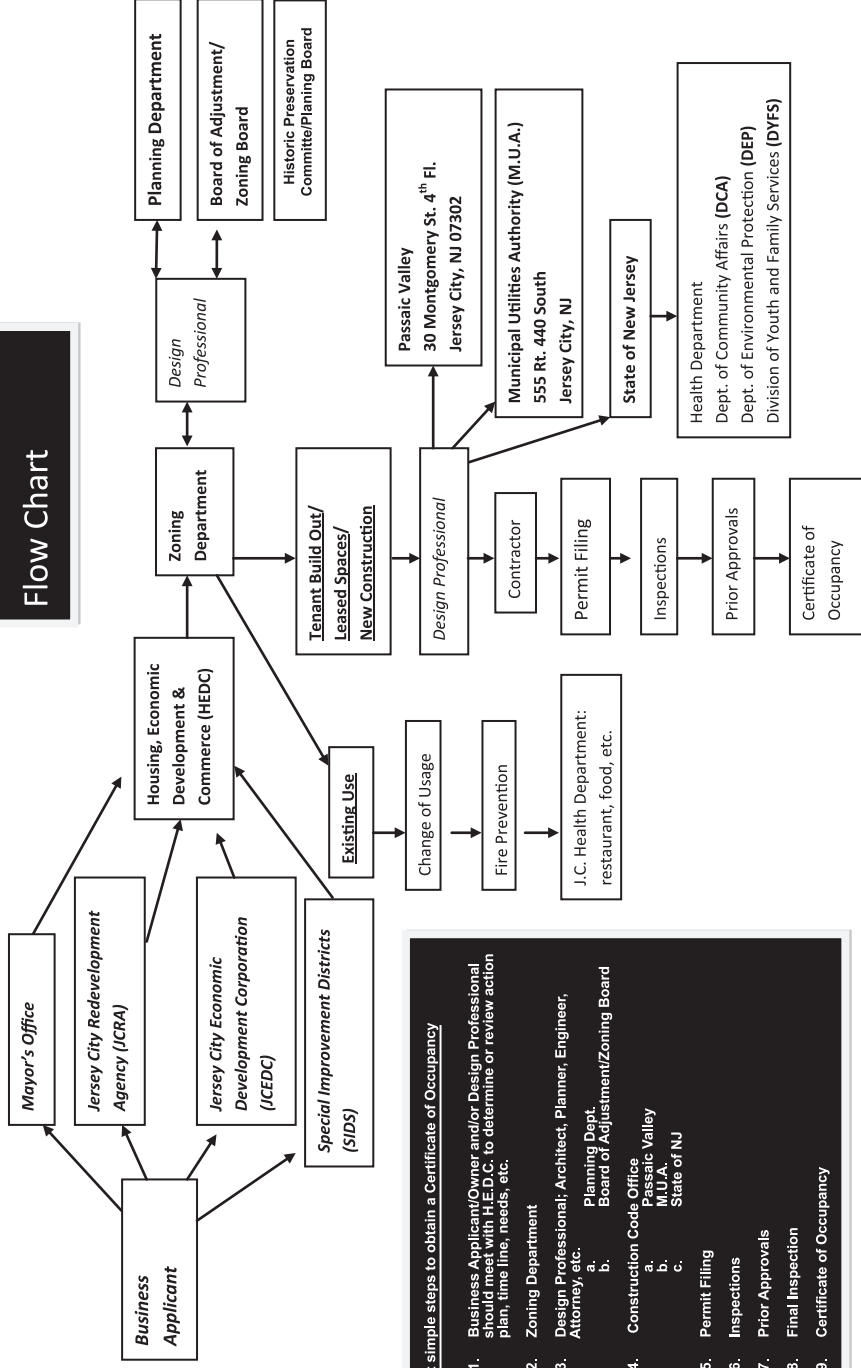 Flow Chart
Business
Applicant
Mayor's Office
Jersey City Redevelopment
Agency (JCRA)
Jersey City Economic
Development Corporation
(JCEDC)
Special Improvement Districts
(SIDS)
Housing, Economic
Development &
Commerce (HEDC)
Zoning
Department
Design
Professional
Planning Department
Board of Adjustment/
Zoning Board
Historic Preservation
Committe/Planing Board
Existing Use
Change of Usage
Fire Prevention
J.C. Health Department:
restaurant, food, etc.
Tenant Build Out/
Leased Spaces/
New Construction
Design Professional
Contractor
Permit Filing
Inspections
Prior Approvals
Certificate of
Occupancy
Passaic Valley
30 Montgomery St. 4th Fl.
Jersey City, NJ 07302
Municipal Utilities Authority (M.U.A.)
555 Rt. 440 South
Jersey City, NJ
State of New Jersey
Health Department
Dept. of Community Affairs (DCA)
Dept. of Environmental Protection (DEP)
Division of Youth and Family Services (DYFS)
simple steps to obtain a Certificate of Occupancy
1. Business Applicant/Owner and/or Design Professional
should meet with H.E.D.C. to determine or review action
plan, time line, needs, etc.
2. Zoning Department
3. Design Professional; Architect, Planner, Engineer,
Attorney, etc.
a. Planning Dept.
b. Board of Adjustment/Zoning Board
4. Construction Code Office
a. Passaic Valley
b. M.U.A.
c. State of NJ
5. Permit Filing
6. Inspections
7. Prior Approvals
8. Final Inspection
9. Certificate of Occupancy